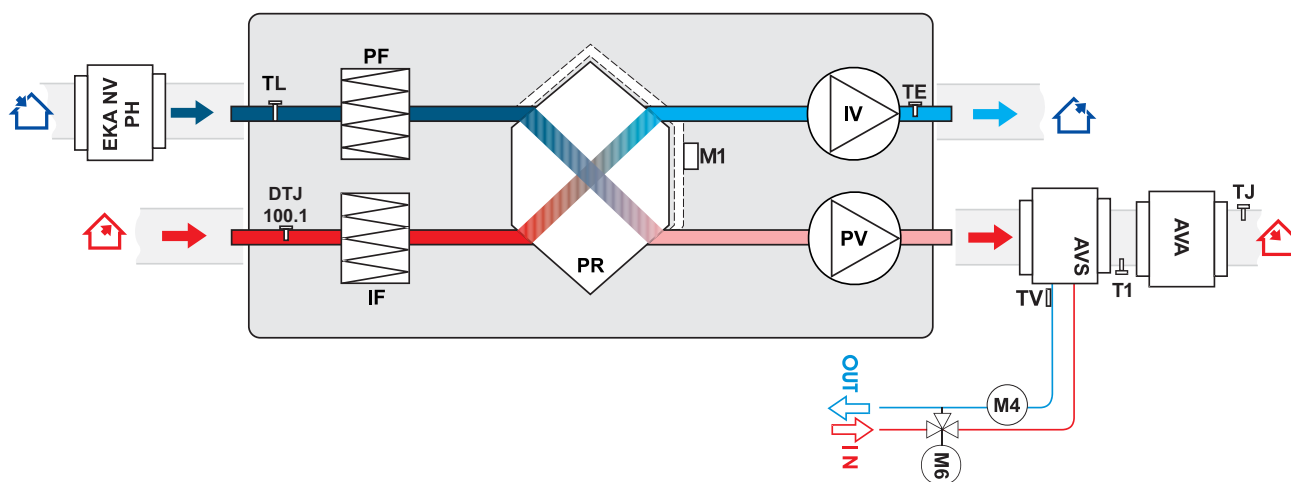 EKA NV
PH
TL
PF
IV
TE
M1
DTJ
100.1
IF
PR
PV
AVS
TV
T1
AVA
TJ
OUT
IN
M4
M6